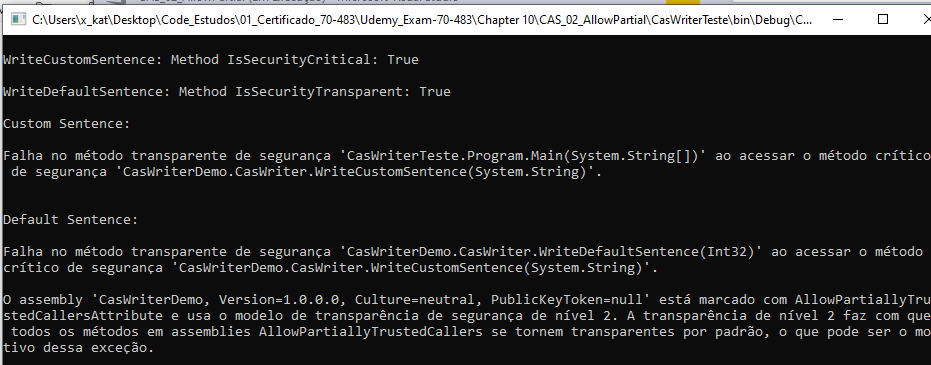 C:\Users\x_kat\Desktop\Code_Estudos\01_Certificado_70-483\Udemy_Exam-70-483\Chapter 10\CAS_02_AllowPartial\CasWriterTeste\bin\Debug\C...
WriteCustomSentence: Method IsSecurityCritical: True
WriteDefaultSentence: Method IsSecurityTransparent: True
Custom Sentence:
Falha no método transparente de segurança 'CasWriterTeste.Program.Main(System.String[])' ao acessar o método crítico
de segurança 'CasWriterDemo.CasWriter.WriteCustomSentence(System.String)'.
Default Sentence:
Falha no método transparente de segurança 'CasWriterDemo.CasWriter.WriteDefaultSentence(Int32)' ao acessar o método
crítico de segurança 'CasWriterDemo.CasWriter.WriteCustomSentence(System.String)'.
O assembly 'CasWriterDemo, Version=1.0.0.0, Culture=neutral, PublicKeyToken=null' está marcado com AllowPartiallyTru
stedCallersAttribute e usa o modelo de transparência de segurança de nível 2. A transparência de nível 2 faz com que
todos os métodos em assemblies AllowPartiallyTrustedCallers se tornem transparentes por padrão, o que pode ser o mo
tivo dessa exceção.